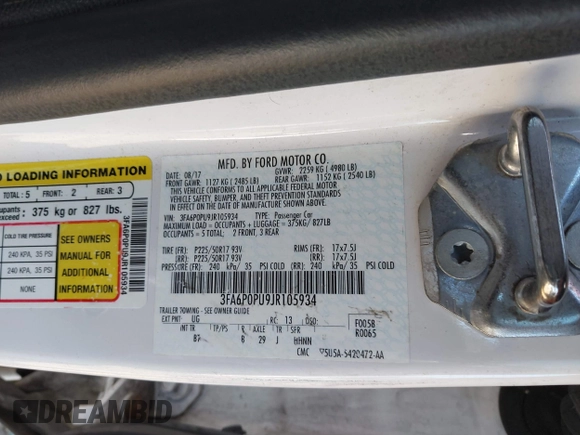 D LOADING INFORMATION
TOTAL: 5 FRONT: 2 REAR: 3
375 kg or 827 lbs.
COLD TIRE PRESSURE
240 KPA, 35 PSI
240 KPA, 35 PSI
NONE
SEE OWNERS
MANUAL FOR
ADDITIONAL
INFORMATION
3FA6P0PU9JR105934
MFD. BY FORD MOTOR CO.
08/17 GVWR: 2259 KG ( 4980 LB)
FRONT GAWR: 1127 KG ( 2485 LB) REAR GAWR: 1152 KG ( 2540 LB)
THIS VEHICLE CONFORMS TO ALL APPLICABLE FEDERAL MOTOR
VEHICLE SAFETY, BUMPER, AND THEFT PREVENTION STANDARDS IN
EFFECT ON THE DATE OF MANUFACTURE SHOWN ABOVE.
VIN: 3FA6P0PU9JR105934 TYPE: Passenger Car
MAXIMUM LOAD = OCCUPANTS + LUGGAGE = 375KG/ 827LB
OCCUPANTS = 5 TOTAL 2 FRONT, 3 REAR
TIRE (FR): P225/50R17 93V RIMS (FR) 17x7.5J
(RR): P225/50R17 93V (RR) 17x7.5J
PRESSURE (FR): 240 kPa/ 35 PSI COLD (RR): 240 kPa/ 35 PSI COLD
3FA6P0PU9JR105934
TRAILER TOWING - SEE OWNER GUIDE
EXT PNT: UG RC: 13 DSO: F0058
R0065
INT TR TP/PS R AXLE TR SFR
B 29 J
CMC 5U5A-5420472-AA
DREAMBID